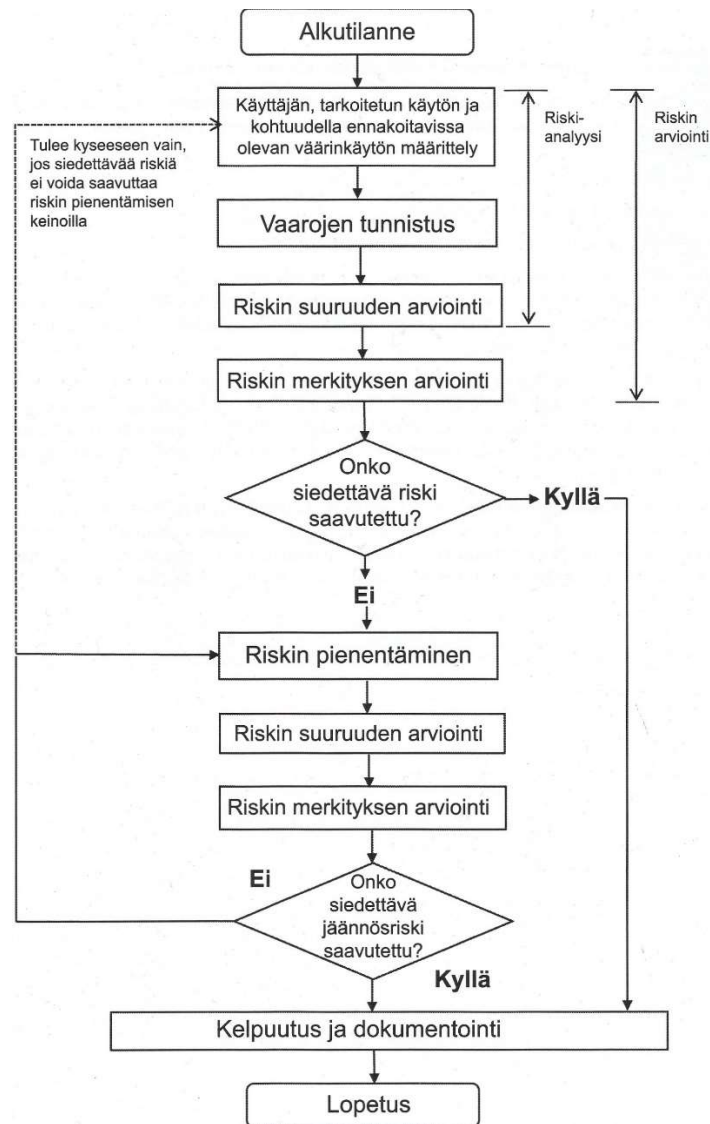 Alkutilanne
Käyttäjän, tarkoitetun käytön ja
kohtuudella ennakoitavissa
olevan väärinkäytön määrittely
Riski-
analyysi
Riskin
arviointi
Tulee kyseeseen vain,
jos siedettävää riskiä
ei voida saavuttaa
riskin pienentämisen
keinoilla
Vaarojen tunnistus
Riskin suuruuden arviointi
Riskin merkityksen arviointi
Onko
siedettävä riski
saavutettu?
Kyllä
Ei
Riskin pienentäminen
Riskin suuruuden arviointi
Riskin merkityksen arviointi
Ei
Onko
siedettävä
jäännösriski
saavutettu?
Kyllä
Kelpuutus ja dokumentointi
Lopetus